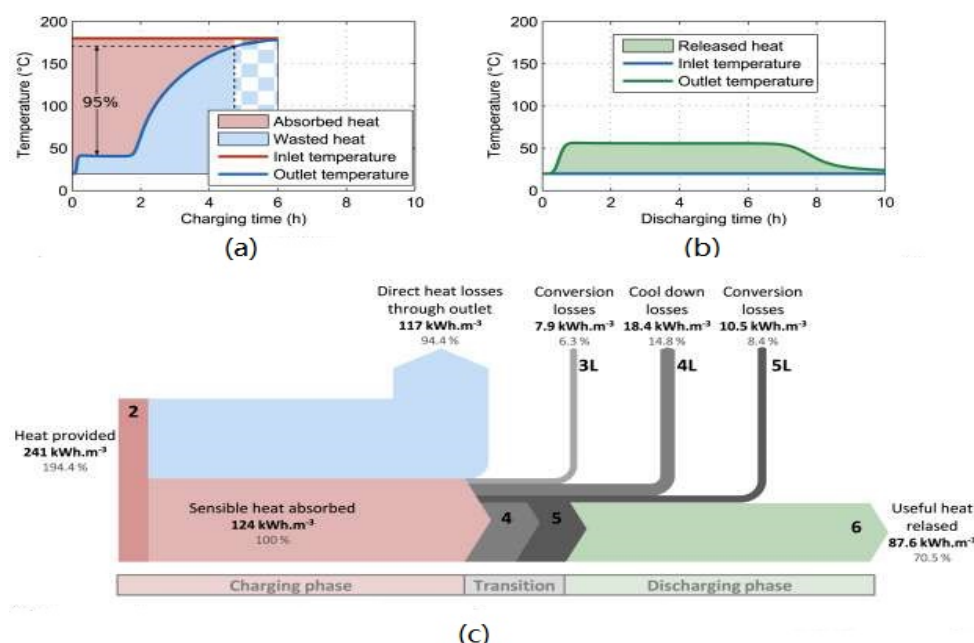 200
150
100
50
0
Temperature (°C)
95%
Absorbed heat
Wasted heat
Inlet temperature
Outlet temperature
0 2 4 6 8 10
Charging time (h)
(a)
200
150
100
50
0
Temperature (°C)
Released heat
Inlet temperature
Outlet temperature
0 2 4 6 8 10
Discharging time (h)
(b)
Direct heat losses
through outlet
117 kWh.m⁻³
94.4 %
Conversion
losses
7.9 kWh.m⁻³
6.3 %
3L
Cool down
losses
18.4 kWh.m⁻³
14.8 %
4L
Conversion
losses
10.5 kWh.m⁻³
8.4 %
5L
2
Heat provided
241 kWh.m⁻³
194.4 %
Sensible heat absorbed
124 kWh.m⁻³
100 %
4
5
6
Useful heat
relased
87.6 kWh.m⁻³
70.5 %
Charging phase
Transition
Discharging phase
(c)